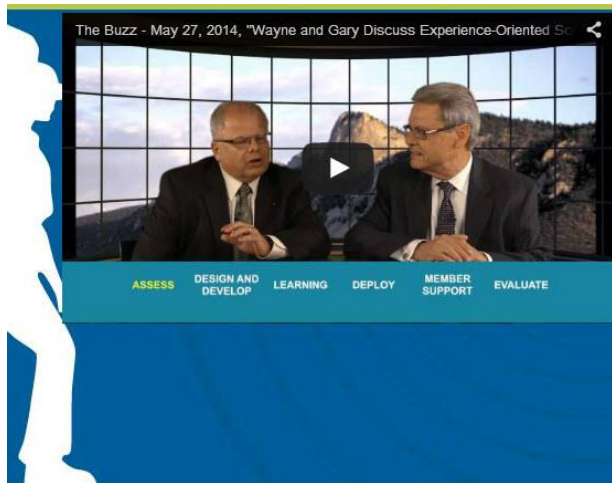 The Buzz - May 27, 2014, "Wayne and Gary Discuss Experience-Oriented
ASSESS
DESIGN AND
DEVELOP
LEARNING
DEPLOY
MEMBER
SUPPORT
EVALUATE